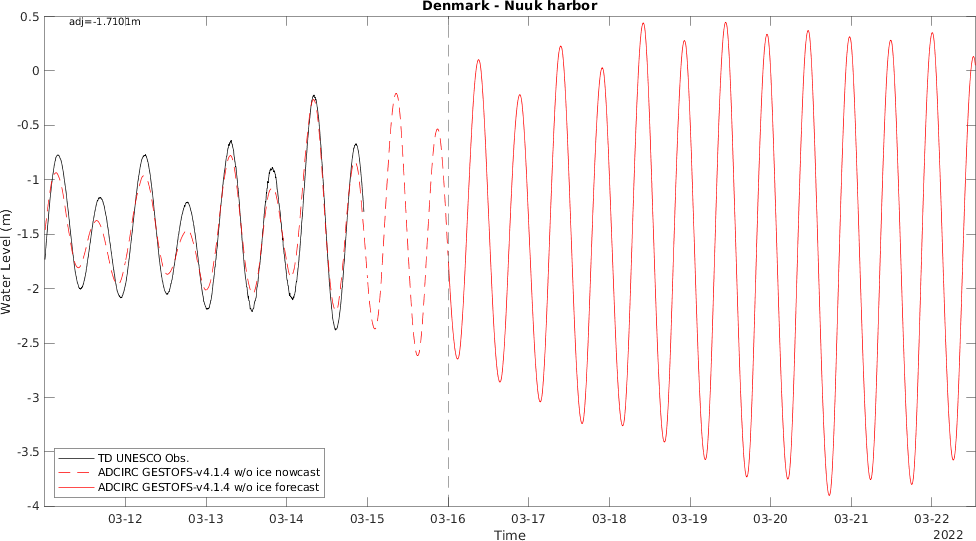 Denmark - Nuuk harbor
adj=-1.7101m
0.5
0
-0.5
-1
-1.5
-2
-2.5
-3
-3.5
-4
Water Level (m)
TD UNESCO Obs.
ADCIRC GESTOFS-v4.1.4 w/o ice nowcast
ADCIRC GESTOFS-v4.1.4 w/o ice forecast
03-12 03-13 03-14 03-15 03-16 03-17 03-18 03-19 03-20 03-21 03-22
Time
2022